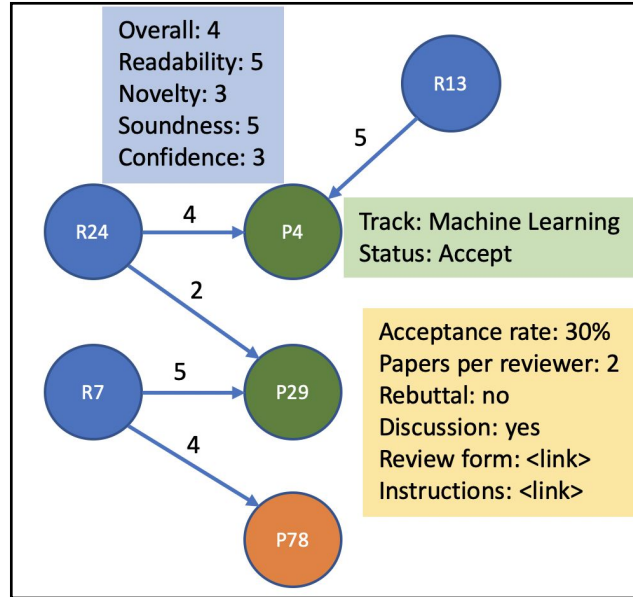 Overall: 4
Readability: 5
Novelty: 3
Soundness: 5
Confidence: 3
R13
5
R24
4
P4
Track: Machine Learning
Status: Accept
2
R7
5
P29
4
P78
Acceptance rate: 30%
Papers per reviewer: 2
Rebuttal: no
Discussion: yes
Review form: <link>
Instructions: <link>